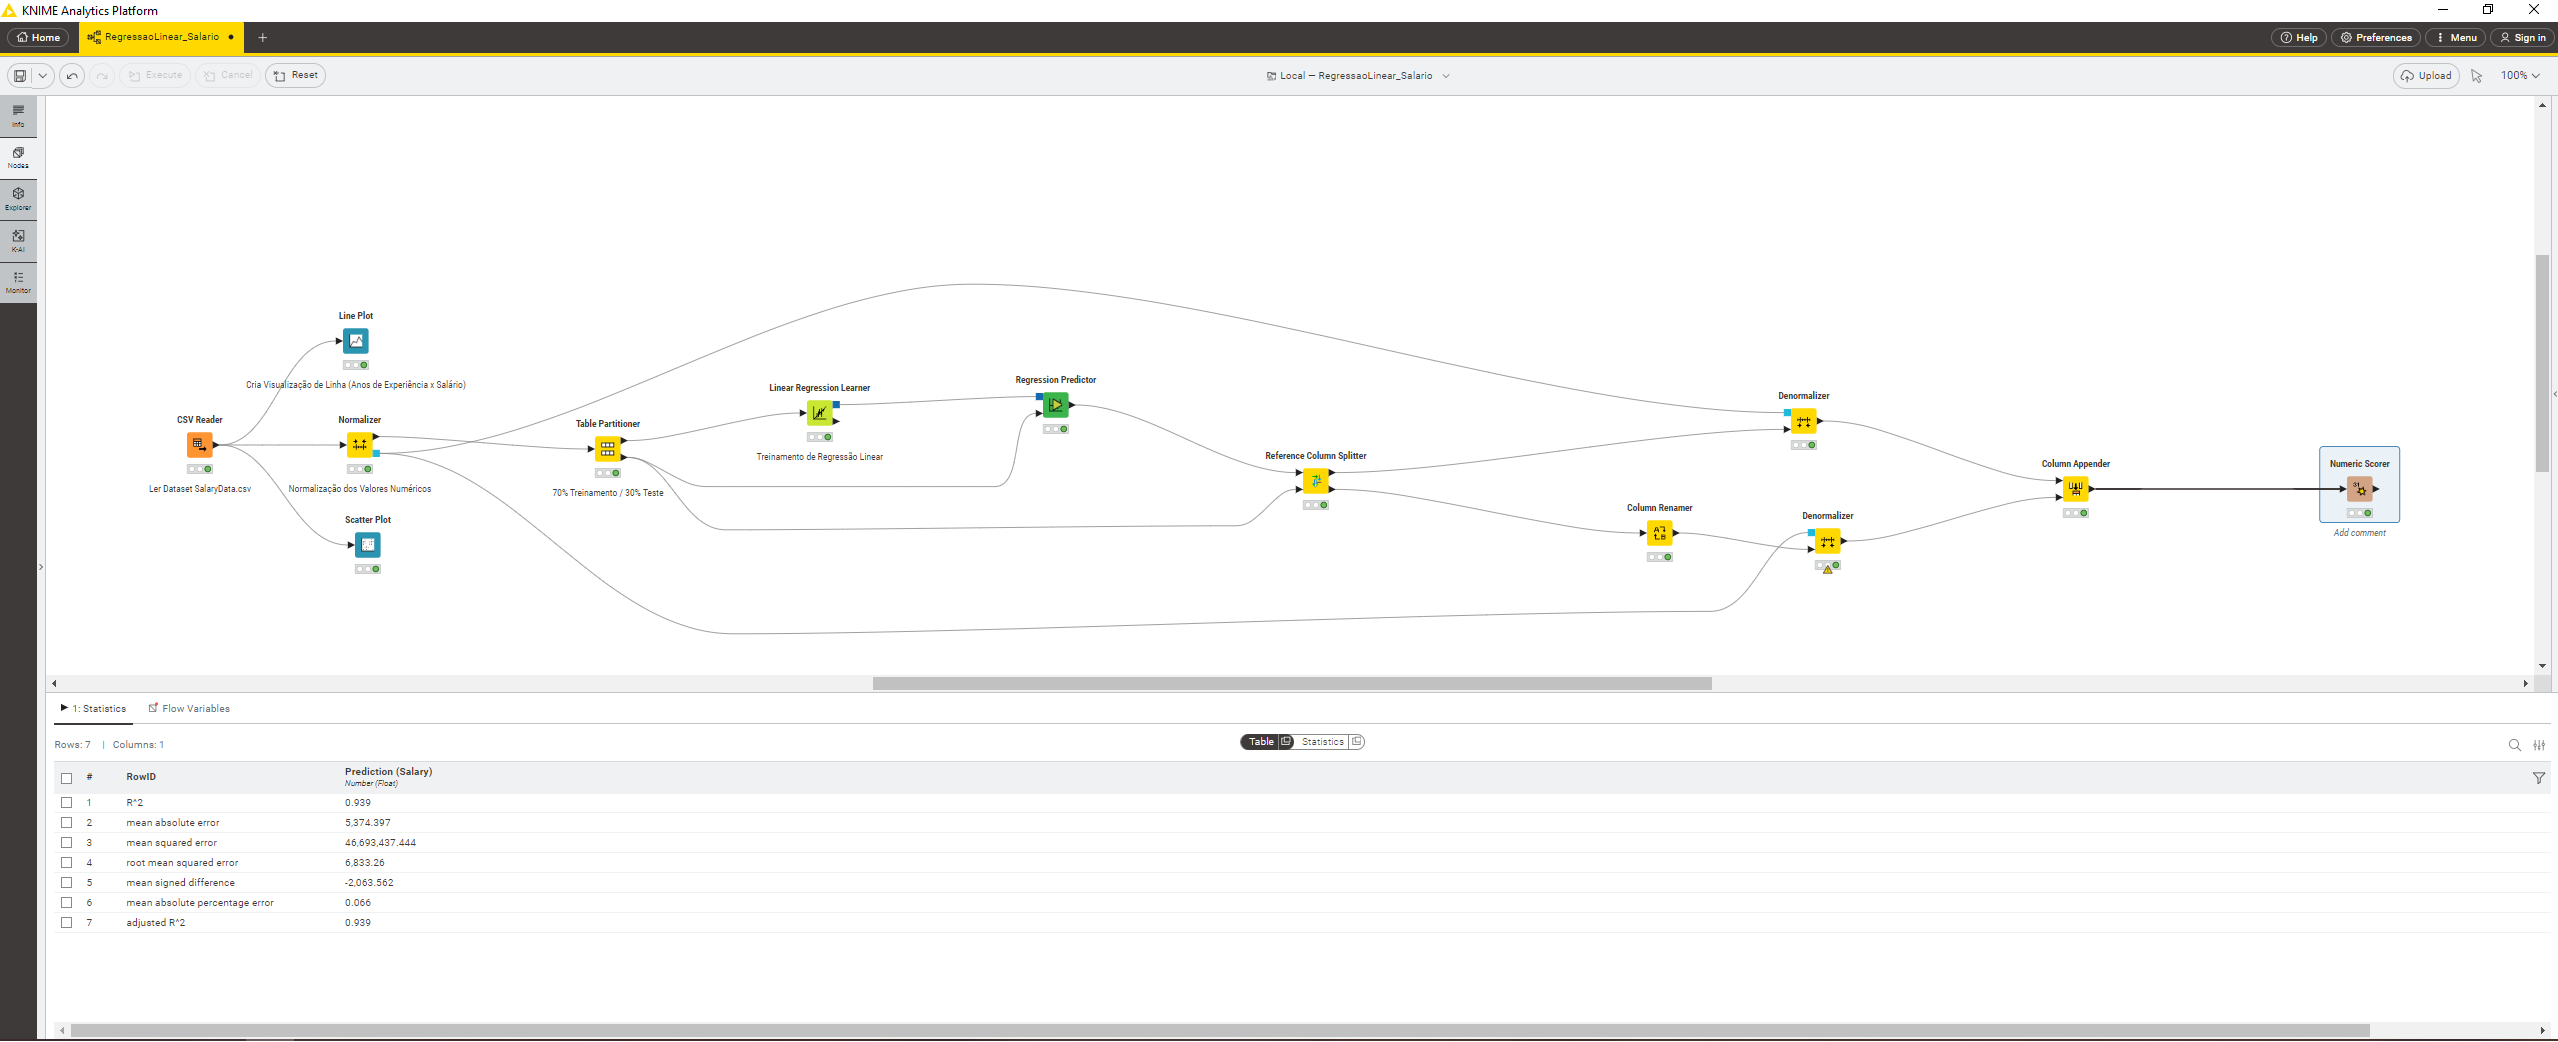 KNIME Analytics Platform
Home
RegressaoLinear_Salario
Help
Preferences
Menu
Sign in
Execute
Cancel
Reset
Local — RegressaoLinear_Salario
Upload
100%
Info
Nodes
Explorer
K-AI
Monitor
Line Plot
Cria Visualização de Linha (Anos de Experiência x Salário)
CSV Reader
Ler Dataset SalaryData.csv
Normalizer
Normalização dos Valores Numéricos
Scatter Plot
Table Partitioner
70% Treinamento / 30% Teste
Linear Regression Learner
Treinamento de Regressão Linear
Regression Predictor
Reference Column Splitter
Column Renamer
Denormalizer
Denormalizer
Column Appender
Numeric Scorer
Add comment
1: Statistics
Flow Variables
Rows: 7 | Columns: 1
Table
Statistics
# RowID Prediction (Salary)
Number (Float)
1 R^2 0.939
2 mean absolute error 5,374.397
3 mean squared error 46,693,437.444
4 root mean squared error 6,833.26
5 mean signed difference -2,063.562
6 mean absolute percentage error 0.066
7 adjusted R^2 0.939